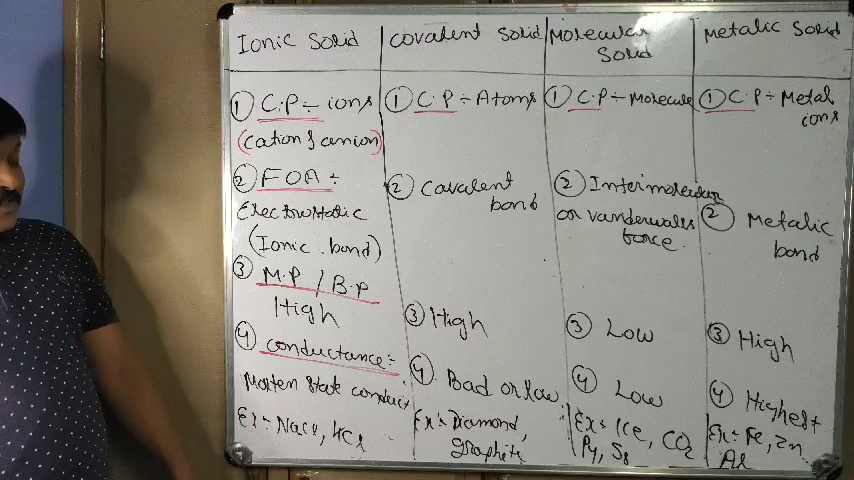 Ionic Solid
① C.P ÷ ions
(cation & anion)
② FOA ÷
Electrostatic
(Ionic bond)
③ M.P / B.P
High
④ conductance÷
Molten State conduct
Ex÷ NaCl, KCl
Covalent Solid
① C.P ÷ Atoms
② Covalent
bond
③ High
④ Bad or low
Ex÷ Diamond,
graphite
Molecular
Solid
① C.P ÷ Molecule
② Intermolecular
or vanderwalls
force
③ Low
④ Low
Ex÷ Ice, CO2
P4, S8
Metalic Solid
① C.P ÷ Metal
ions
② Metalic
bond
③ High
④ Highest
Ex÷ Fe, Zn
Al